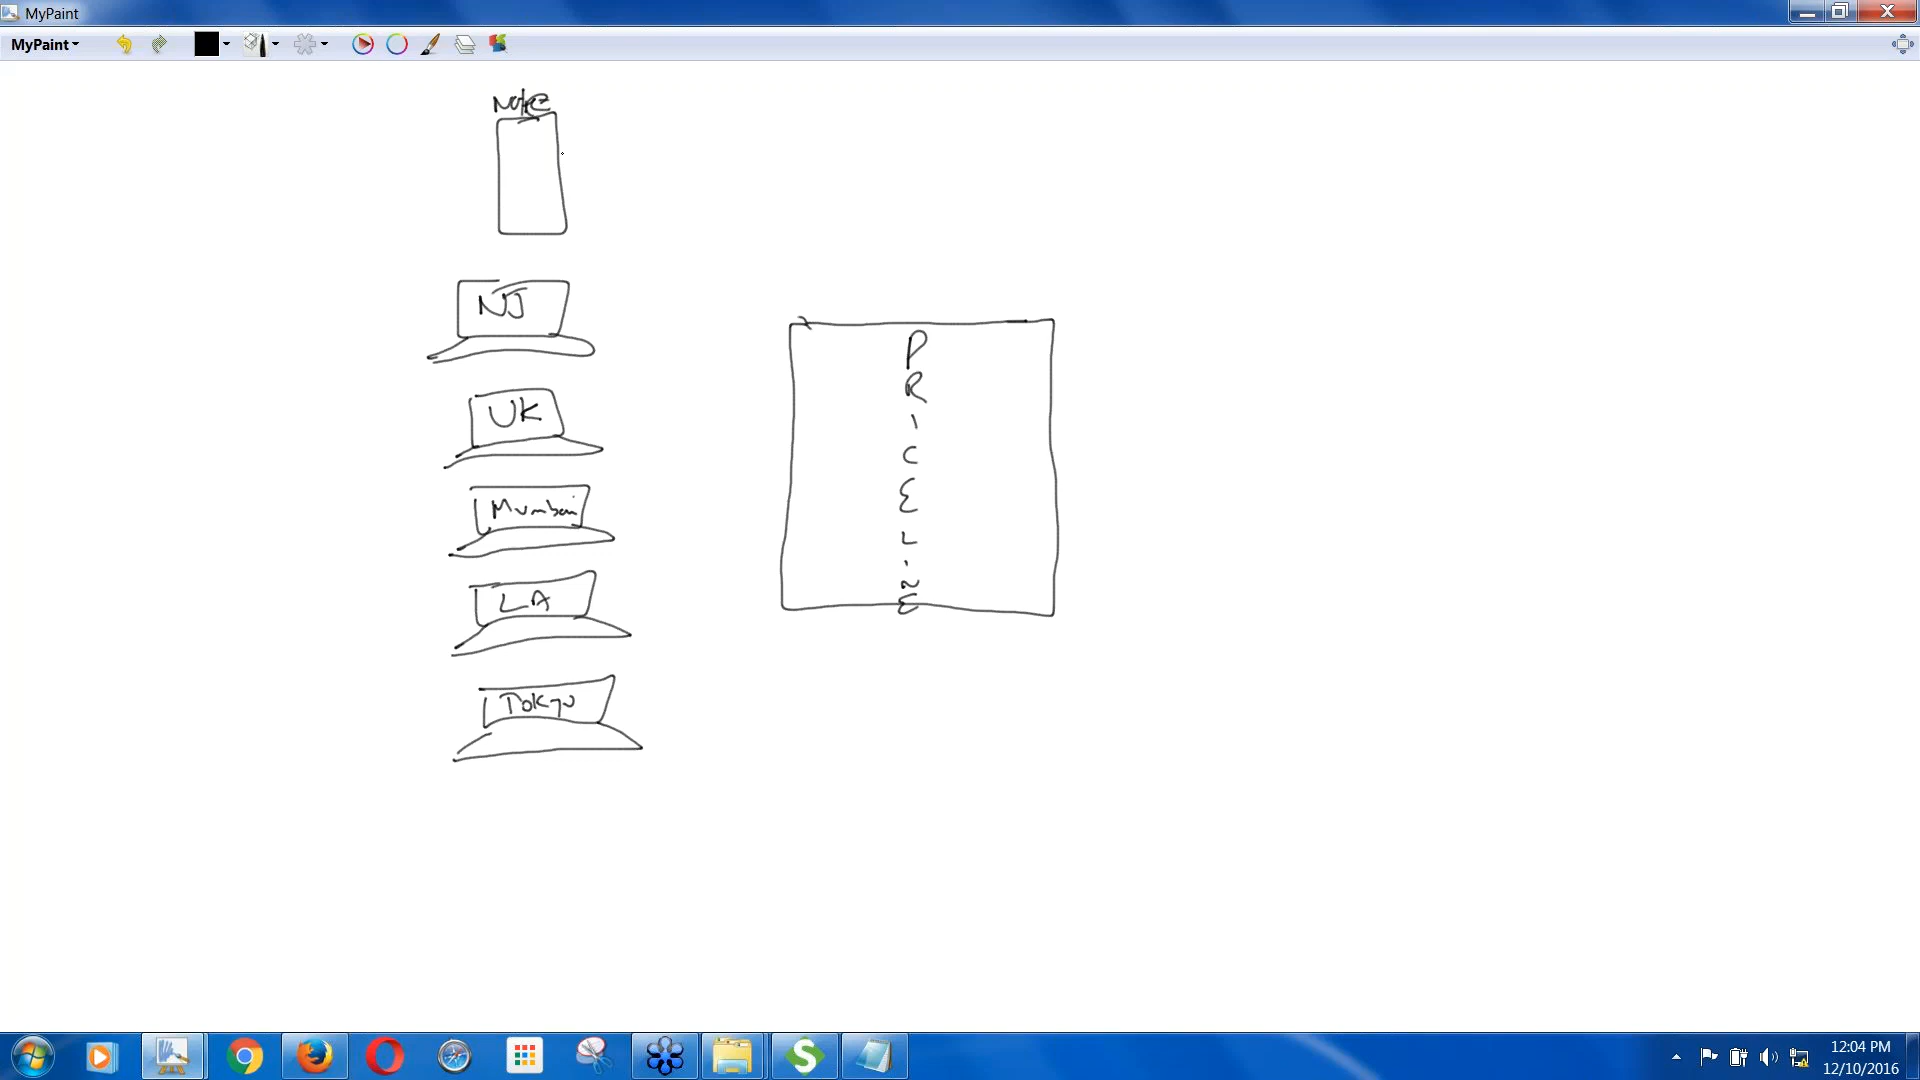 MyPaint
MyPaint
NJ
UK
Mumbai
LA
Tokyo
P
R
I
C
E
L
I
N
E
12:04 PM
12/10/2016